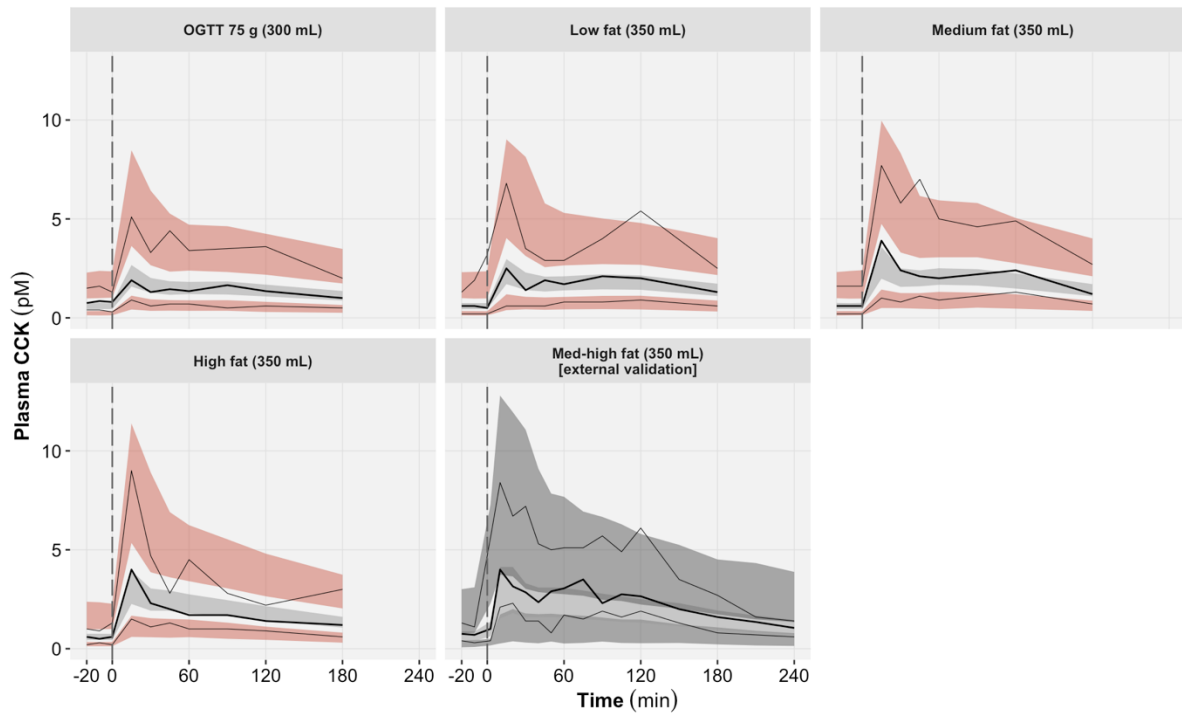 OGTT 75 g (300 mL)
Low fat (350 mL)
Medium fat (350 mL)
10
5
0
High fat (350 mL)
Med-high fat (350 mL)
[external validation]
Plasma CCK (pM)
10
5
0
-20 0 60 120 180 240
-20 0 60 120 180 240
Time (min)